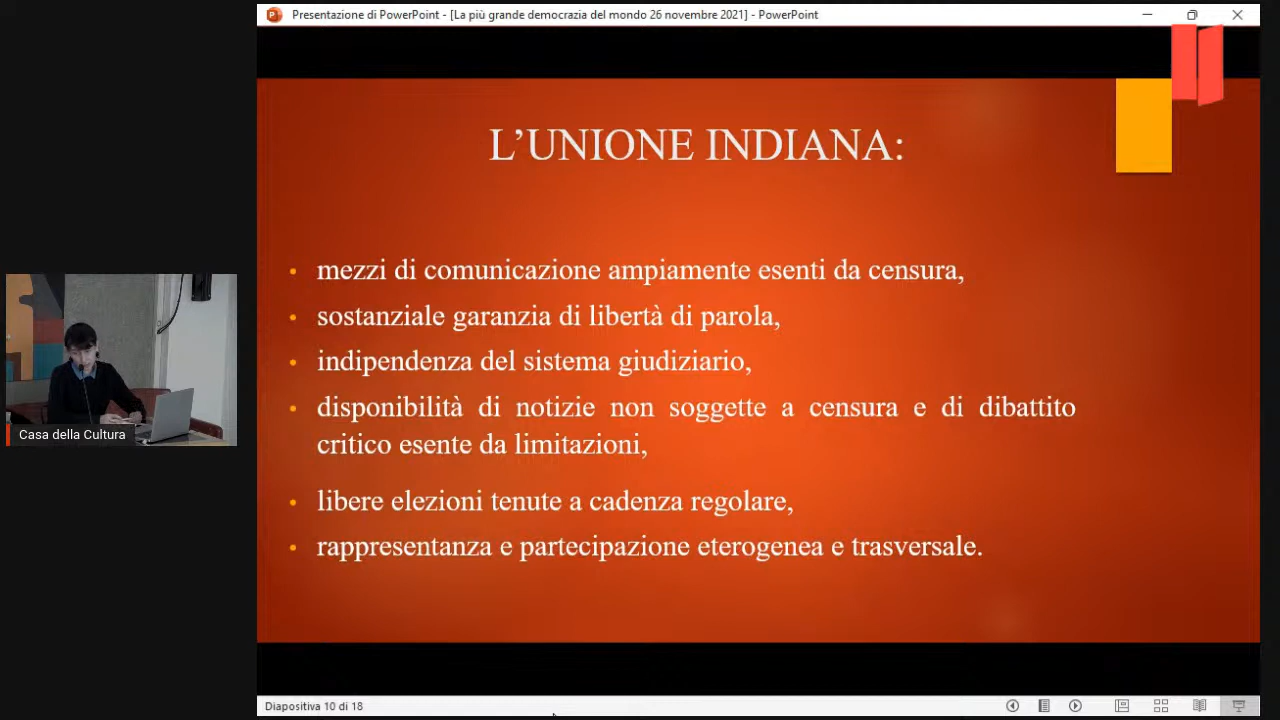 Presentazione di PowerPoint - [La più grande democrazia del mondo 26 novembre 2021] - PowerPoint
L’UNIONE INDIANA:
• mezzi di comunicazione ampiamente esenti da censura,
• sostanziale garanzia di libertà di parola,
• indipendenza del sistema giudiziario,
• disponibilità di notizie non soggette a censura e di dibattito
critico esente da limitazioni,
• libere elezioni tenute a cadenza regolare,
• rappresentanza e partecipazione eterogenea e trasversale.
Casa della Cultura
Diapositiva 10 di 18